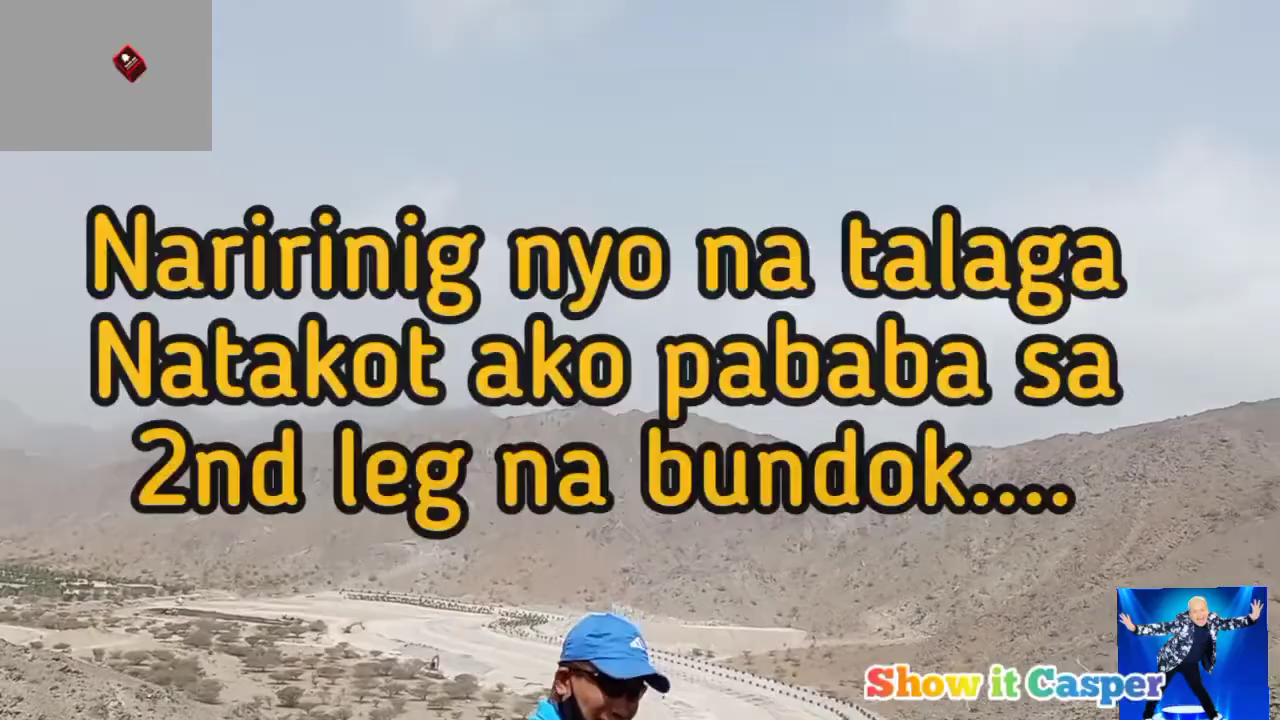 Naririnig nyo na talaga
Natakot ako pababa sa
2nd leg na bundok....
Show it Casper